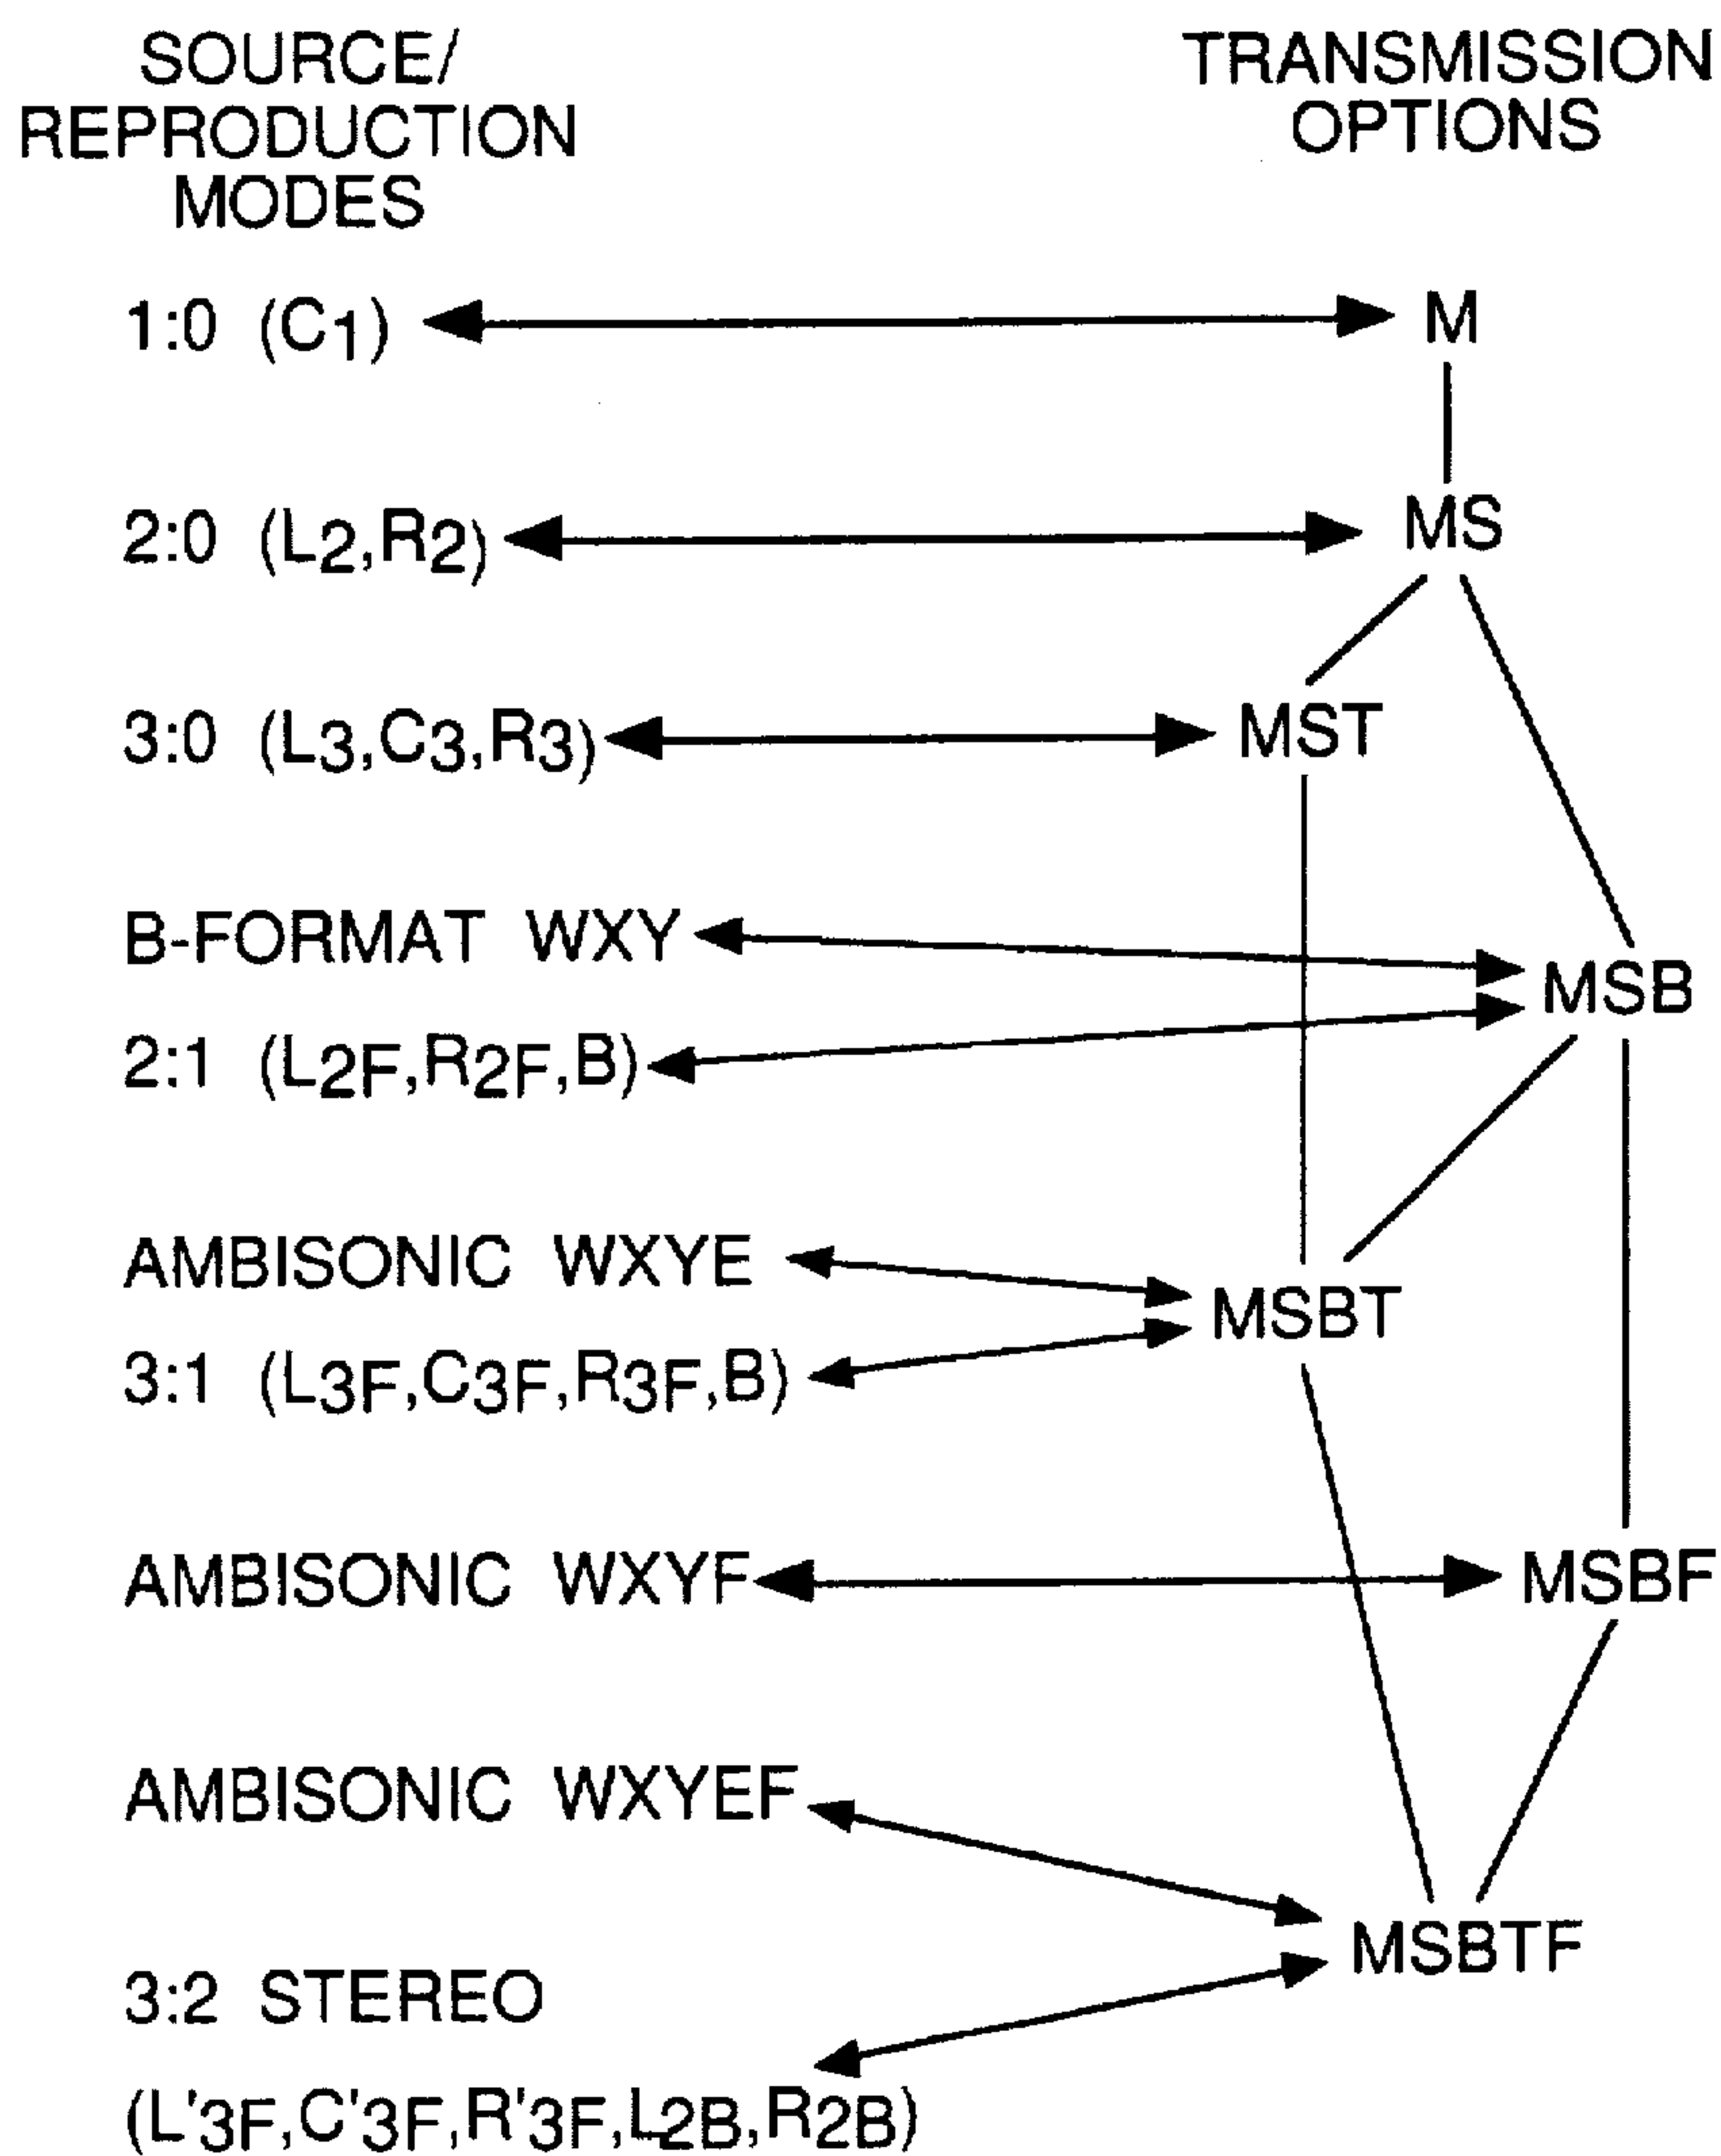 SOURCE/
REPRODUCTION
MODES
TRANSMISSION
OPTIONS
1:0 (C1)
M
2:0 (L2,R2)
MS
3:0 (L3,C3,R3)
MST
B-FORMAT WXY
MSB
2:1 (L2F,R2F,B)
AMBISONIC WXYE
MSBT
3:1 (L3F,C3F,R3F,B)
AMBISONIC WXYF
MSBF
AMBISONIC WXYEF
MSBTF
3:2 STEREO
(L'3F,C'3F,R'3F,L2B,R2B)